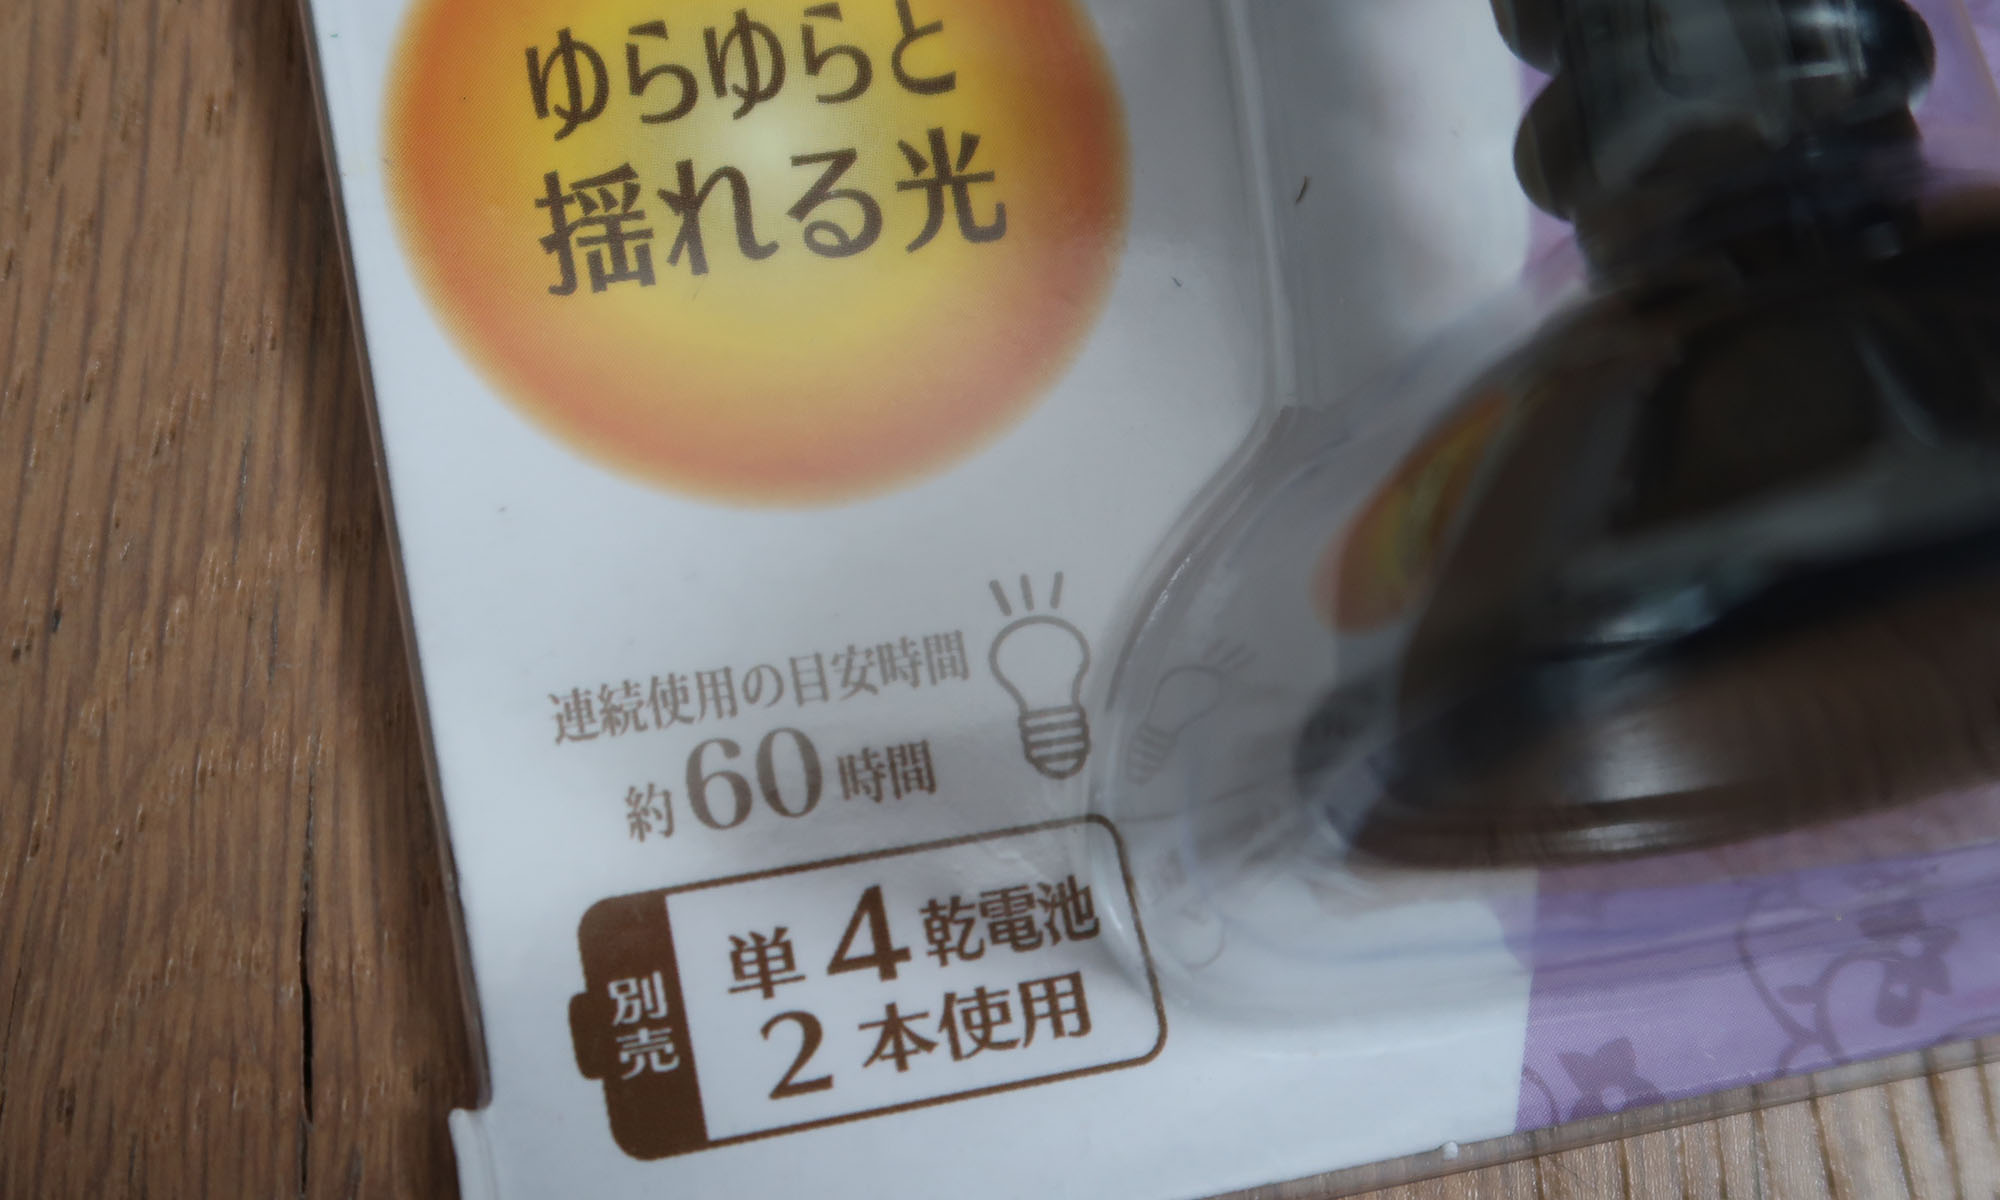 ゆらゆらと
揺れる光
連続使用の目安時間
約60時間
別売
単4乾電池
2本使用